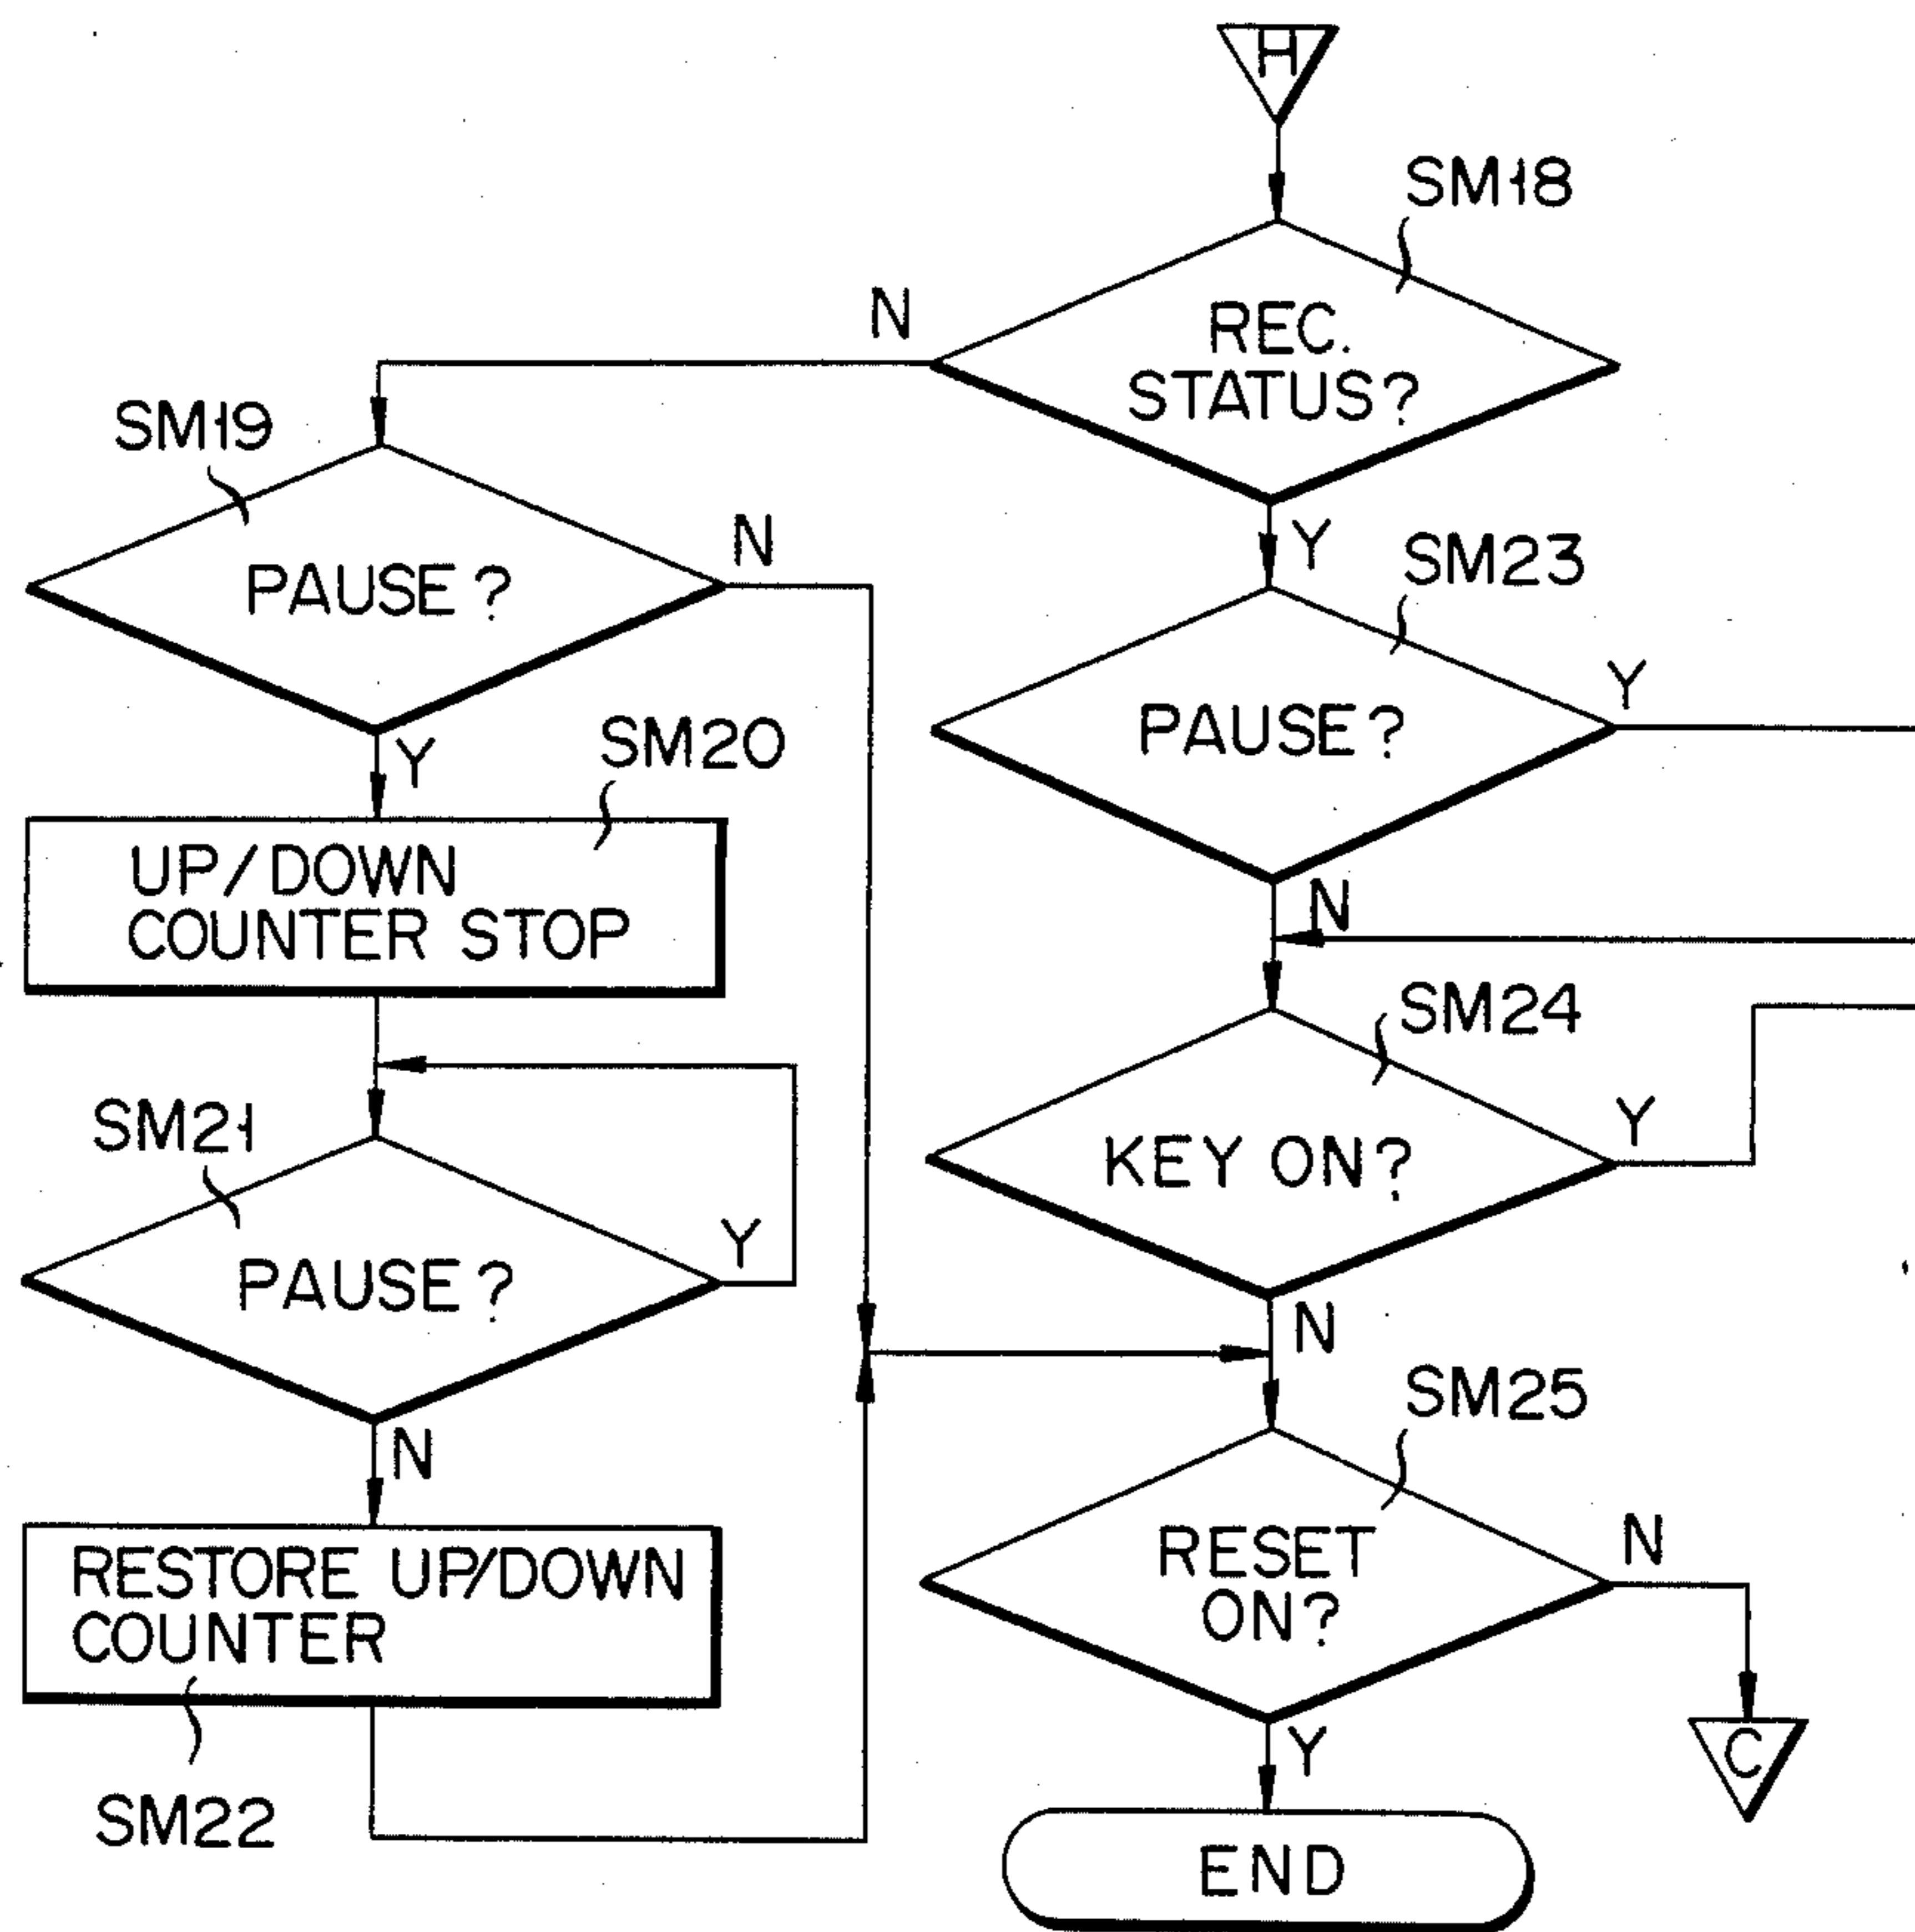 H
SM18
N
REC.
STATUS?
SM19
Y
N
SM23
PAUSE?
Y
PAUSE?
SM20
Y
UP/DOWN
COUNTER STOP
N
SM24
SM21
Y
KEY ON?
Y
PAUSE?
N
SM25
N
RESET
ON?
N
RESTORE UP/DOWN
COUNTER
Y
C
SM22
END